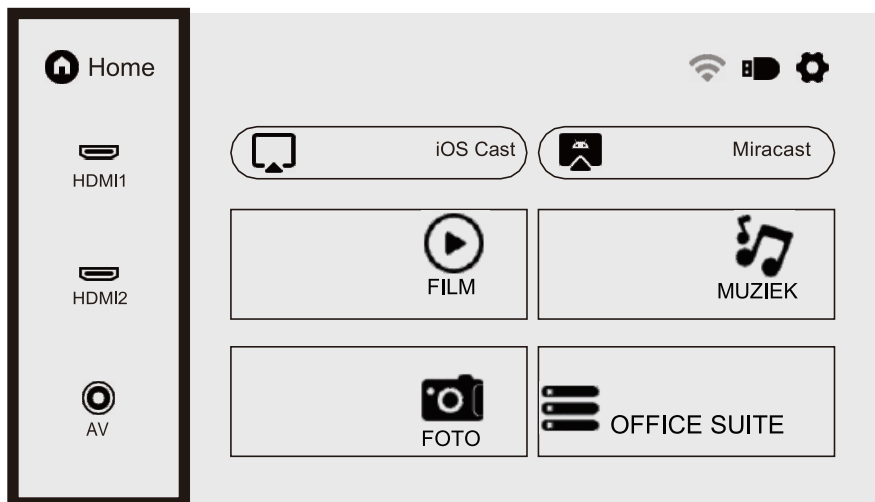 Home
HDMI1
HDMI2
AV
iOS Cast
Miracast
FILM
MUZIEK
FOTO
OFFICE SUITE